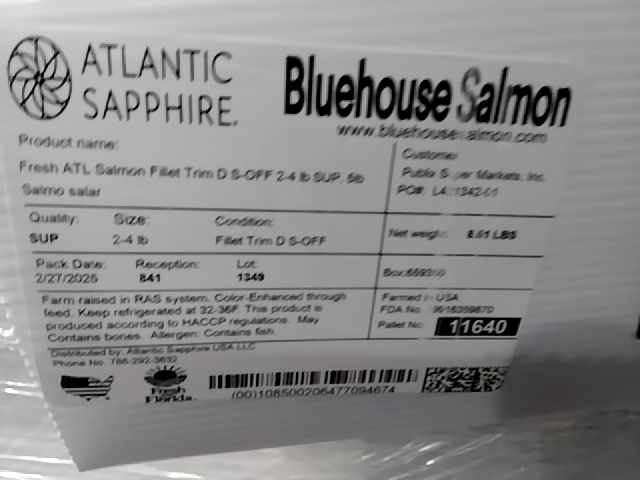 ATLANTIC
SAPPHIRE.
Bluehouse Salmon
www.bluehousesalmon.com
Product name:
Fresh ATL Salmon Fillet Trim D S-OFF 2-4 lb SUP, 5lb
Salmo salar
Customer
Publix Super Markets, Inc.
PO#:
Quality: Size: Condition:
SUP 2-4 lb Fillet Trim D S-OFF
Net weight: LBS
Pack Date: Reception: Lot:
2/27/2025 841 1349
Box:
Farm raised in RAS system. Color-Enhanced through
feed. Keep refrigerated at 32-36F. This product is
produced according to HACCP regulations. May
Contains bones. Allergen: Contains fish.
Farmed in USA
FDA No.
Pallet No: 11640
Distributed by: Atlantic Sapphire USA LLC
Phone No. 786-292-3632
Fresh
Florida.
(00)108500206477094674